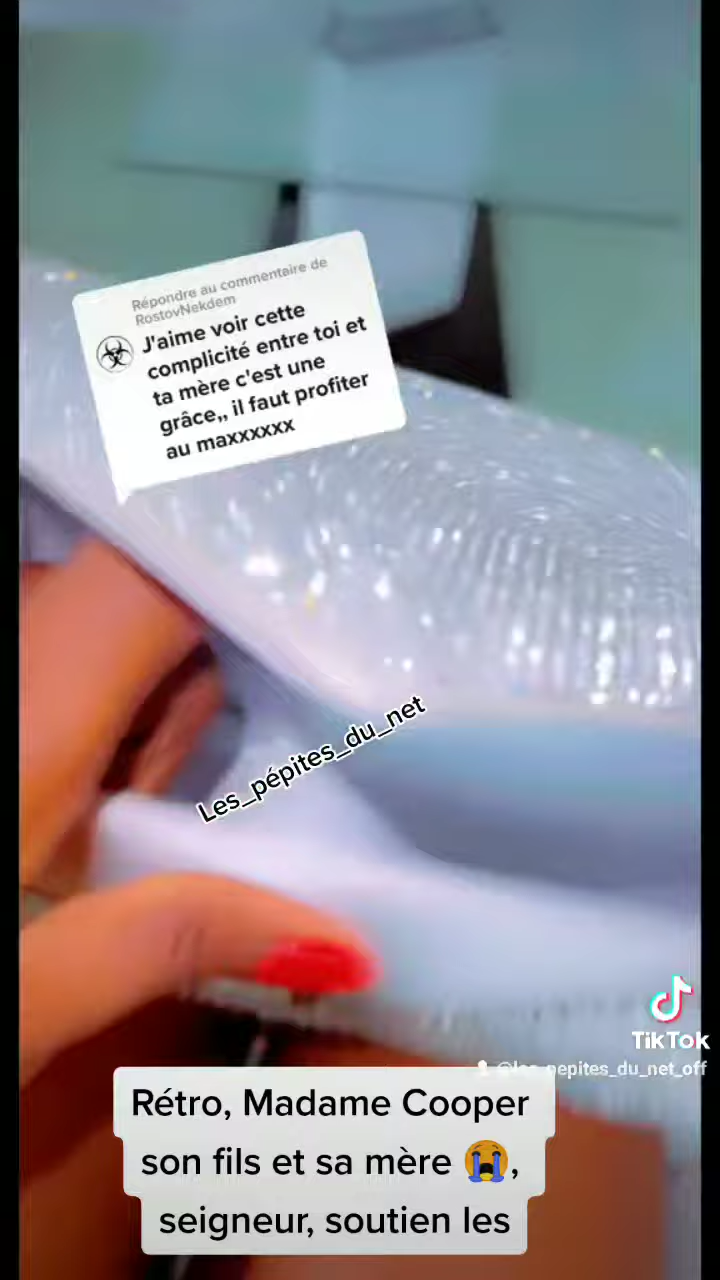 Répondre au commentaire de
RostovNekdem
J'aime voir cette
complicité entre toi et
ta mère c'est une
grâce,, il faut profiter
au maxxxxxx
Les_pépites_du_net
TikTok
@les_pepites_du_net_off
Rétro, Madame Cooper
son fils et sa mère 😭,
seigneur, soutien les